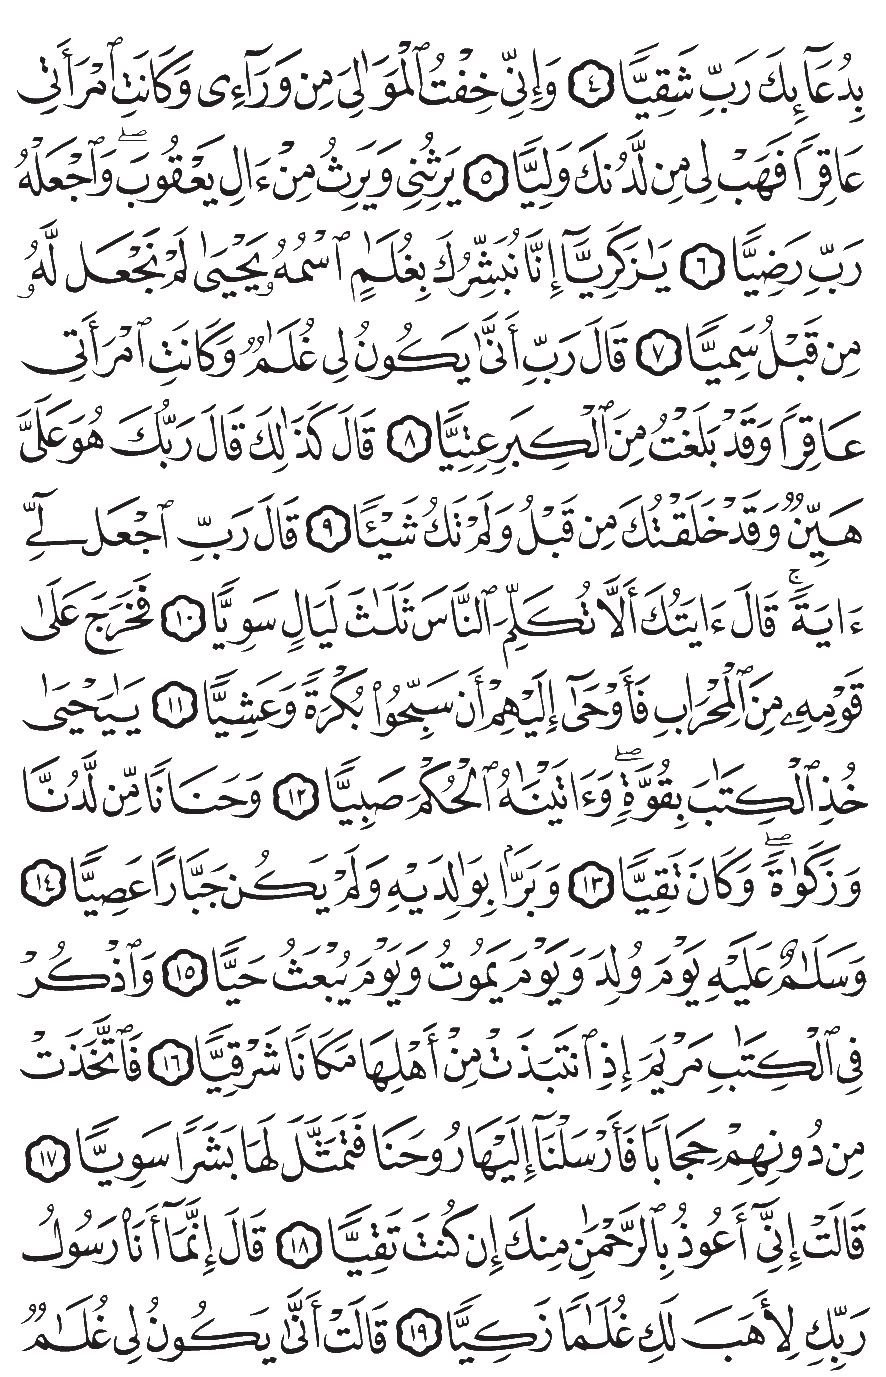 بِدُعَآئِكَ رَبِّ شَقِيًّا ٤ وَإِنِّي خِفْتُ ٱلْمَوَٰلِيَ مِن وَرَآءِي وَكَانَتِ ٱمْرَأَتِي
عَاقِرًا فَهَبْ لِي مِن لَّدُنكَ وَلِيًّا ٥ يَرِثُنِي وَيَرِثُ مِنْ ءَالِ يَعْقُوبَۖ وَٱجْعَلْهُ
رَبِّ رَضِيًّا ٦ يَٰزَكَرِيَّآ إِنَّا نُبَشِّرُكَ بِغُلَٰمٍ ٱسْمُهُۥ يَحْيَىٰ لَمْ نَجْعَل لَّهُۥ
مِن قَبْلُ سَمِيًّا ٧ قَالَ رَبِّ أَنَّىٰ يَكُونُ لِي غُلَٰمٌ وَكَانَتِ ٱمْرَأَتِي
عَاقِرًا وَقَدْ بَلَغْتُ مِنَ ٱلْكِبَرِ عِتِيًّا ٨ قَالَ كَذَٰلِكَ قَالَ رَبُّكَ هُوَ عَلَيَّ
هَيِّنٌ وَقَدْ خَلَقْتُكَ مِن قَبْلُ وَلَمْ تَكُ شَيْـًٔا ٩ قَالَ رَبِّ ٱجْعَل لِّيٓ
ءَايَةًۚ قَالَ ءَايَتُكَ أَلَّا تُكَلِّمَ ٱلنَّاسَ ثَلَٰثَ لَيَالٍ سَوِيًّا ١٠ فَخَرَجَ عَلَىٰ
قَوْمِهِۦ مِنَ ٱلْمِحْرَابِ فَأَوْحَىٰٓ إِلَيْهِمْ أَن سَبِّحُوا۟ بُكْرَةً وَعَشِيًّا ١١ يَٰيَحْيَىٰ
خُذِ ٱلْكِتَٰبَ بِقُوَّةٍۖ وَءَاتَيْنَٰهُ ٱلْحُكْمَ صَبِيًّا ١٢ وَحَنَانًا مِّن لَّدُنَّا
وَزَكَوٰةًۖ وَكَانَ تَقِيًّا ١٣ وَبَرًّۢا بِوَٰلِدَيْهِ وَلَمْ يَكُن جَبَّارًا عَصِيًّا ١٤
وَسَلَٰمٌ عَلَيْهِ يَوْمَ وُلِدَ وَيَوْمَ يَمُوتُ وَيَوْمَ يُبْعَثُ حَيًّا ١٥ وَٱذْكُرْ
فِي ٱلْكِتَٰبِ مَرْيَمَ إِذِ ٱنتَبَذَتْ مِنْ أَهْلِهَا مَكَانًا شَرْقِيًّا ١٦ فَٱتَّخَذَتْ
مِن دُونِهِمْ حِجَابًا فَأَرْسَلْنَآ إِلَيْهَا رُوحَنَا فَتَمَثَّلَ لَهَا بَشَرًا سَوِيًّا ١٧
قَالَتْ إِنِّيٓ أَعُوذُ بِٱلرَّحْمَٰنِ مِنكَ إِن كُنتَ تَقِيًّا ١٨ قَالَ إِنَّمَآ أَنَا۠ رَسُولُ
رَبِّكِ لِأَهَبَ لَكِ غُلَٰمًا زَكِيًّا ١٩ قَالَتْ أَنَّىٰ يَكُونُ لِي غُلَٰمٌ